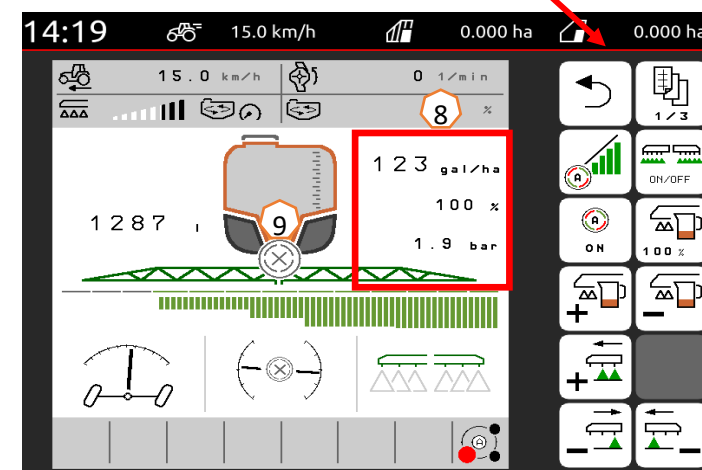 14:19 15.0 km/h 0.000 ha 0.000 ha
15.0 km/h 0 1/min
8 %
123 gal/ha
100 %
1.9 bar
1287 l
9
1/3
A
ON/OFF
A
ON
100 %
+ -
+
- -
A